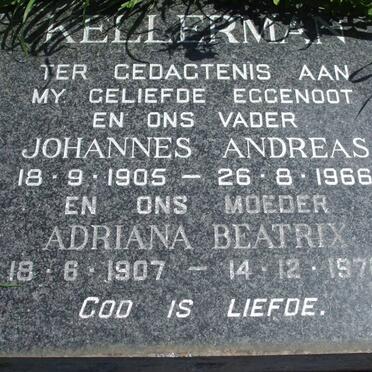 KELLERMAN
TER GEDAGTENIS AAN
MY GELIEFDE EGGENOOT
EN ONS VADER
JOHANNES ANDREAS
18·9·1905 – 26·8·1966
EN ONS MOEDER
ADRIANA BEATRIX
18·6·1907 – 14·12·197
GOD IS LIEFDE.